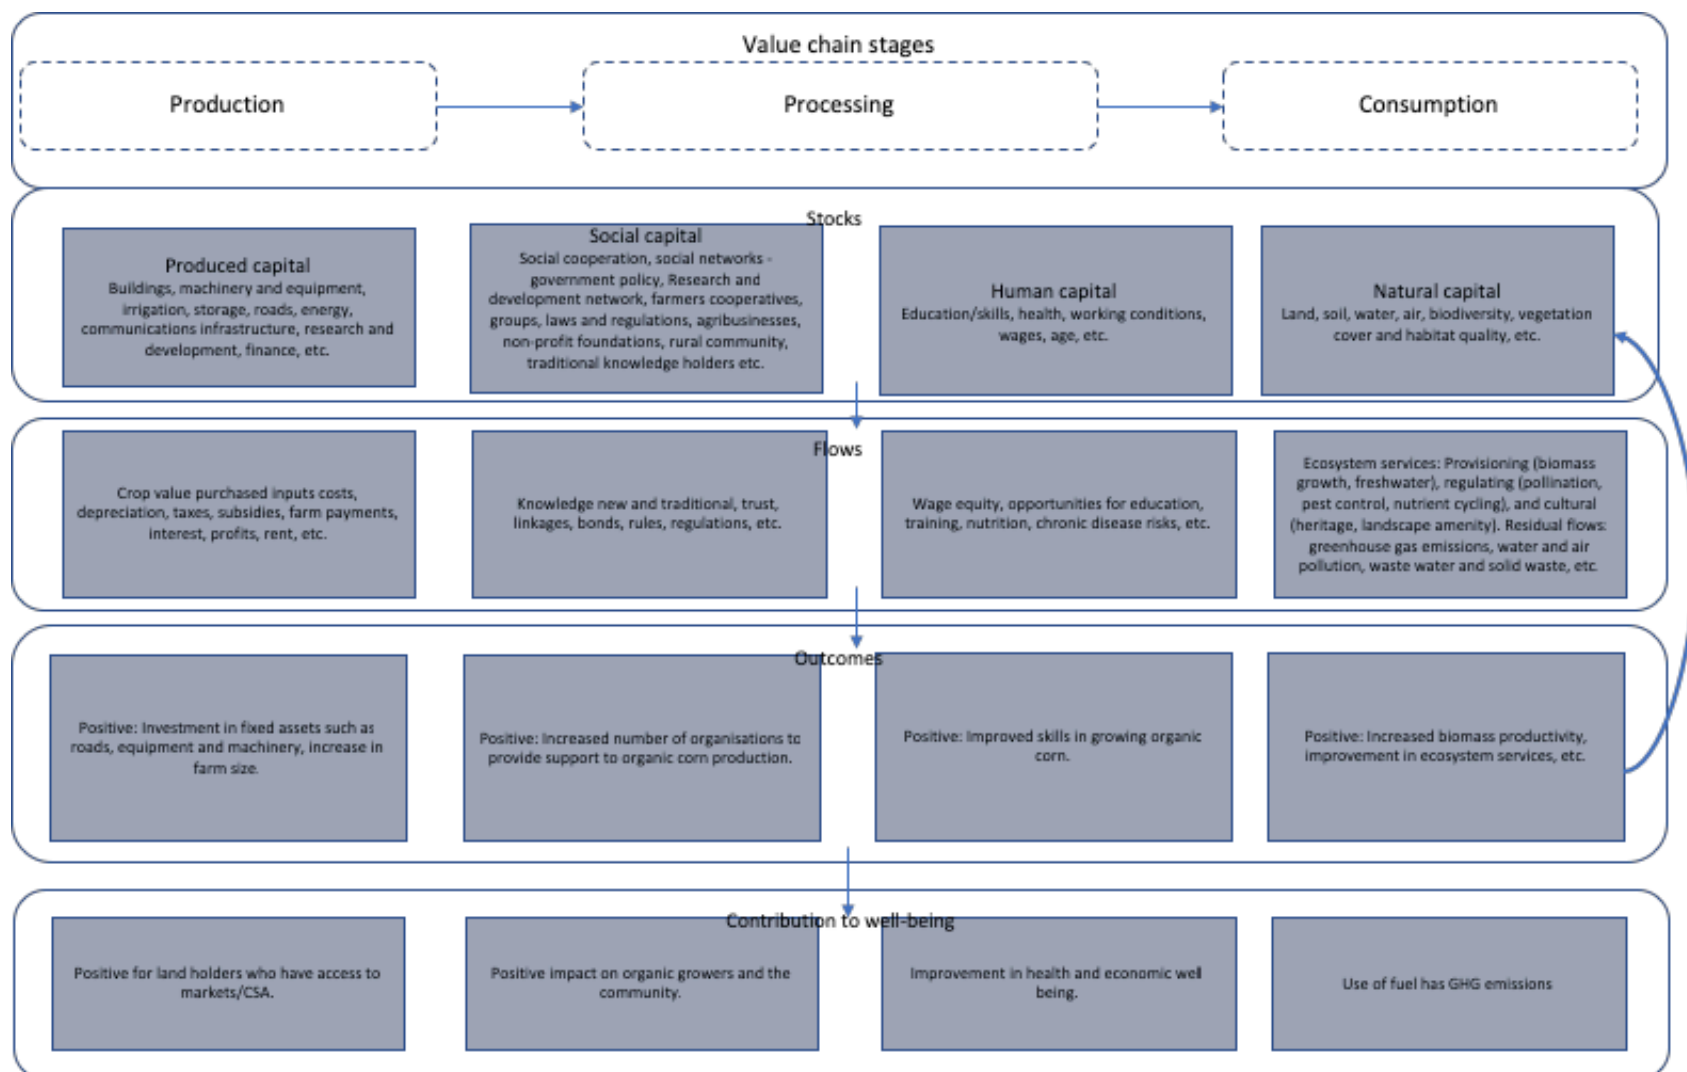 Value chain stages
Production
Processing
Consumption
Stocks
Produced capital
Buildings, machinery and equipment,
irrigation, storage, roads, energy,
communications infrastructure, research and
development, finance, etc.
Social capital
Social cooperation, social networks -
government policy, Research and
development network, farmers cooperatives,
groups, laws and regulations, agribusinesses,
non-profit foundations, rural community,
traditional knowledge holders etc.
Human capital
Education/skills, health, working conditions,
wages, age, etc.
Natural capital
Land, soil, water, air, biodiversity, vegetation
cover and habitat quality, etc.
Flows
Crop value purchased inputs costs,
depreciation, taxes, subsidies, farm payments,
interest, profits, rent, etc.
Knowledge new and traditional, trust,
linkages, bonds, rules, regulations, etc.
Wage equity, opportunities for education,
training, nutrition, chronic disease risks, etc.
Ecosystem services: Provisioning (biomass
growth, freshwater), regulating (pollination,
pest control, nutrient cycling), and cultural
(heritage, landscape amenity). Residual flows:
greenhouse gas emissions, water and air
pollution, waste water and solid waste, etc.
Outcomes
Positive: Investment in fixed assets such as
roads, equipment and machinery, increase in
farm size.
Positive: Increased number of organisations to
provide support to organic corn production.
Positive: Improved skills in growing organic
corn.
Positive: Increased biomass productivity,
improvement in ecosystem services, etc.
Contribution to well-being
Positive for land holders who have access to
markets/CSA.
Positive impact on organic growers and the
community.
Improvement in health and economic well
being.
Use of fuel has GHG emissions